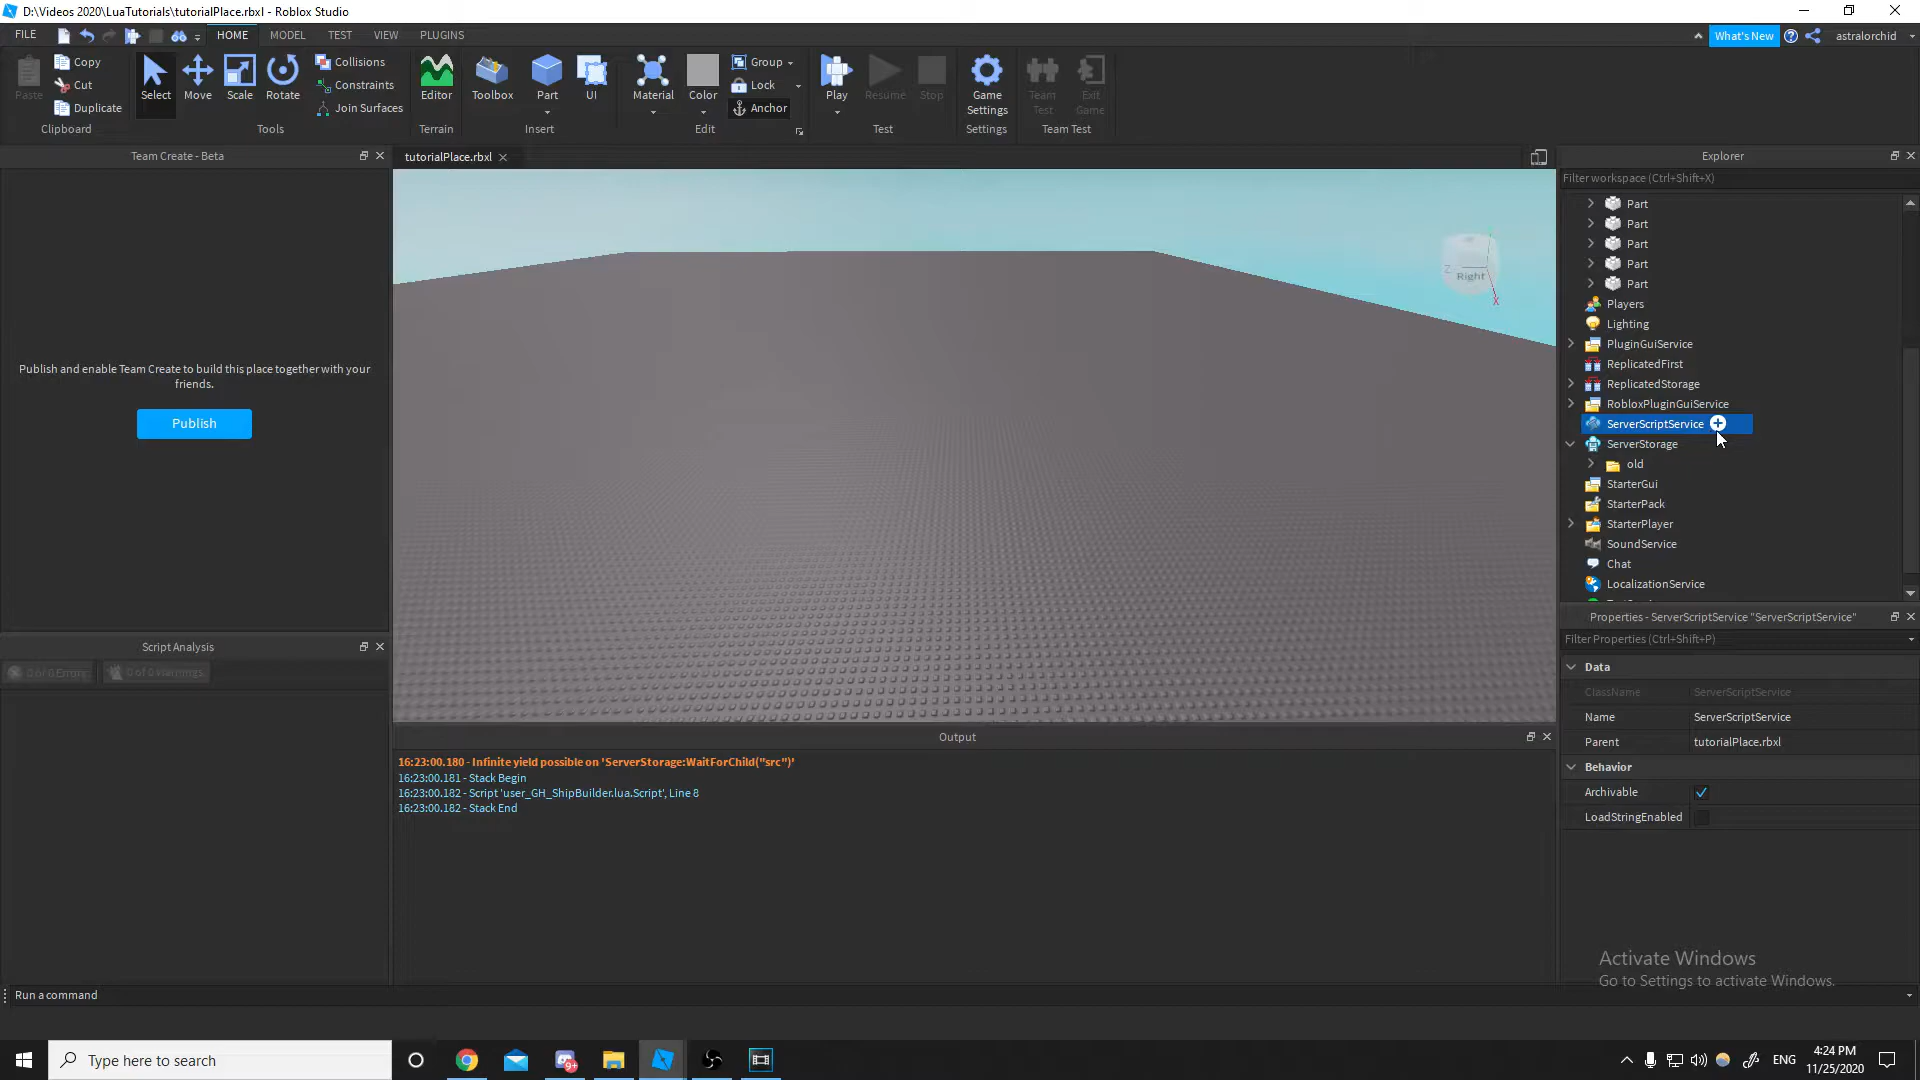 D:\Videos 2020\LuaTutorials\tutorialPlace.rbxl - Roblox Studio
FILE HOME MODEL TEST VIEW PLUGINS What's New astralorchid
Paste Copy Cut Duplicate
Select Move Scale Rotate Collisions Constraints Join Surfaces
Editor Toolbox Part UI
Material Color Group Lock Anchor
Play Resume Stop
Game Settings Team Test Exit Game
Clipboard Tools Terrain Insert Edit Test Settings Team Test
Team Create - Beta
tutorialPlace.rbxl
Explorer
Filter workspace (Ctrl+Shift+X)
Part
Part
Part
Part
Part
Players
Lighting
PluginGuiService
ReplicatedFirst
ReplicatedStorage
RobloxPluginGuiService
ServerScriptService
ServerStorage
old
StarterGui
StarterPack
StarterPlayer
SoundService
Chat
LocalizationService
Z Right X
Publish and enable Team Create to build this place together with your
friends.
Publish
Script Analysis
0 of 0 Errors 0 of 0 Warnings
Output
16:23:00.180 - Infinite yield possible on 'ServerStorage:WaitForChild("src")'
16:23:00.181 - Stack Begin
16:23:00.182 - Script 'user_GH_ShipBuilder.lua.Script', Line 8
16:23:00.182 - Stack End
Properties - ServerScriptService "ServerScriptService"
Filter Properties (Ctrl+Shift+P)
Data
ClassName ServerScriptService
Name ServerScriptService
Parent tutorialPlace.rbxl
Behavior
Archivable
LoadStringEnabled
Activate Windows
Go to Settings to activate Windows.
Run a command
Type here to search
9+
ENG
4:24 PM
11/25/2020